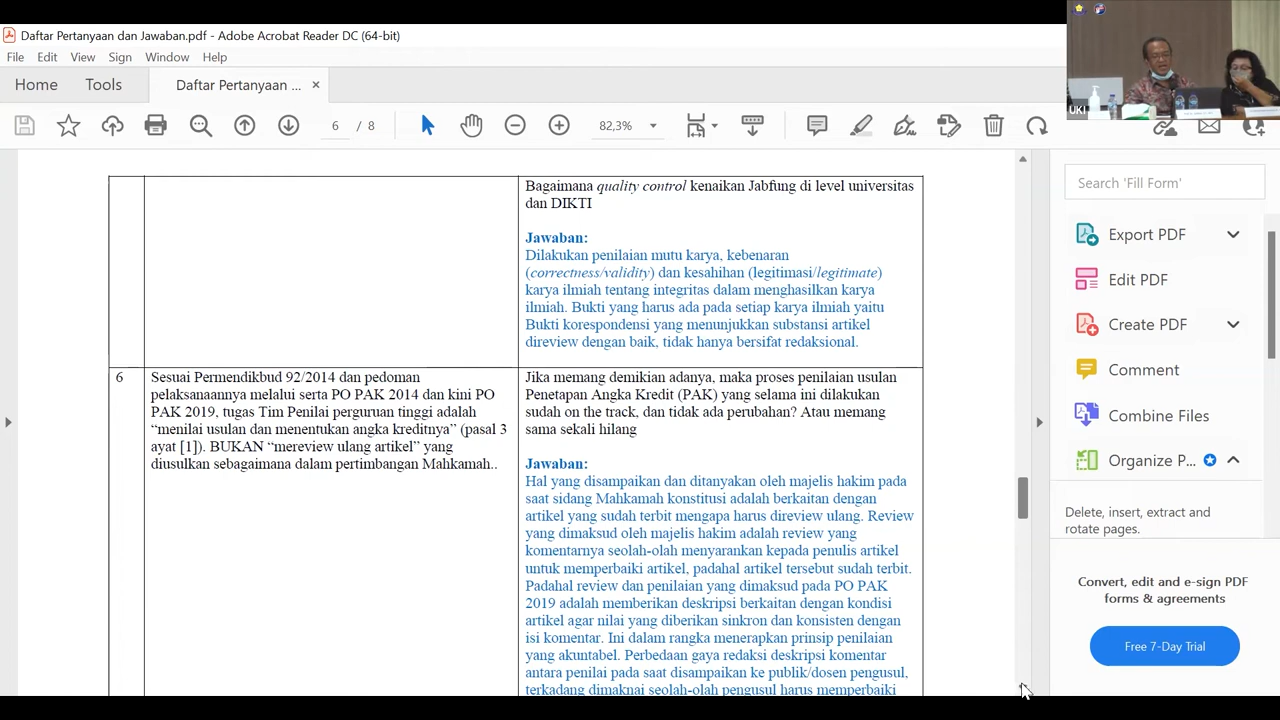 Daftar Pertanyaan dan Jawaban.pdf - Adobe Acrobat Reader DC (64-bit)
File Edit View Sign Window Help
Home Tools Daftar Pertanyaan ... ×
6 / 8 82,3%
UKI
Bagaimana quality control kenaikan Jabfung di level universitas
dan DIKTI
Jawaban:
Dilakukan penilaian mutu karya, kebenaran
(correctness/validity) dan kesahihan (legitimasi/legitimate)
karya ilmiah tentang integritas dalam menghasilkan karya
ilmiah. Bukti yang harus ada pada setiap karya ilmiah yaitu
Bukti korespondensi yang menunjukkan substansi artikel
direview dengan baik, tidak hanya bersifat redaksional.
6
Sesuai Permendikbud 92/2014 dan pedoman
pelaksanaannya melalui serta PO PAK 2014 dan kini PO
PAK 2019, tugas Tim Penilai perguruan tinggi adalah
“menilai usulan dan menentukan angka kreditnya” (pasal 3
ayat [1]). BUKAN “mereview ulang artikel” yang
diusulkan sebagaimana dalam pertimbangan Mahkamah..
Jika memang demikian adanya, maka proses penilaian usulan
Penetapan Angka Kredit (PAK) yang selama ini dilakukan
sudah on the track, dan tidak ada perubahan? Atau memang
sama sekali hilang
Jawaban:
Hal yang disampaikan dan ditanyakan oleh majelis hakim pada
saat sidang Mahkamah konstitusi adalah berkaitan dengan
artikel yang sudah terbit mengapa harus direview ulang. Review
yang dimaksud oleh majelis hakim adalah review yang
komentarnya seolah-olah menyarankan kepada penulis artikel
untuk memperbaiki artikel, padahal artikel tersebut sudah terbit.
Padahal review dan penilaian yang dimaksud pada PO PAK
2019 adalah memberikan deskripsi berkaitan dengan kondisi
artikel agar nilai yang diberikan sinkron dan konsisten dengan
isi komentar. Ini dalam rangka menerapkan prinsip penilaian
yang akuntabel. Perbedaan gaya redaksi deskripsi komentar
antara penilai pada saat disampaikan ke publik/dosen pengusul,
terkadang dimaknai seolah-olah pengusul harus memperbaiki
Search 'Fill Form'
Export PDF
Edit PDF
Create PDF
Comment
Combine Files
Organize P...
Delete, insert, extract and
rotate pages.
Convert, edit and e-sign PDF
forms & agreements
Free 7-Day Trial